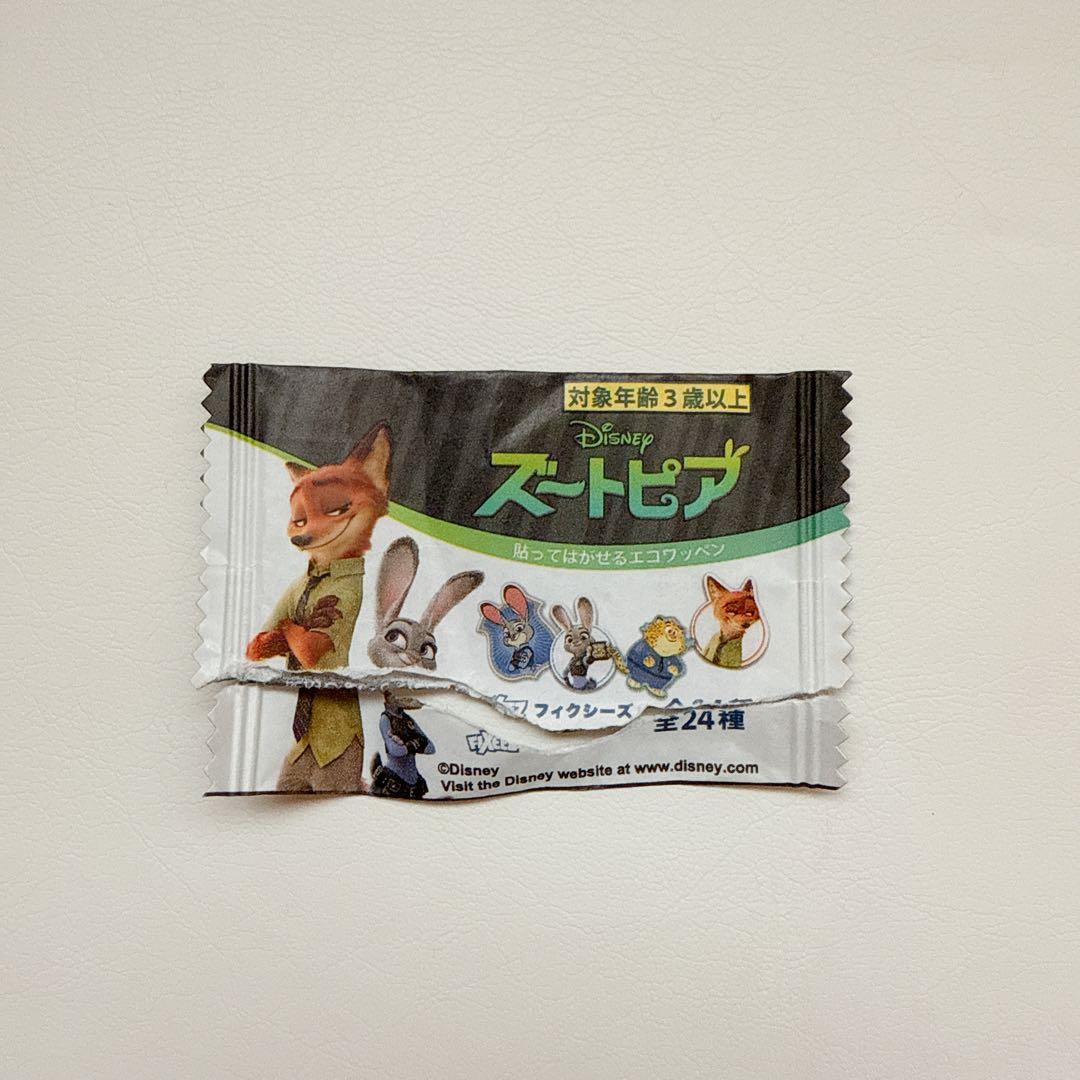 対象年齢3歳以上
Disney
ズートピア
貼ってはがせるエコワッペン
フィクシーズ
全24種
©Disney
Visit the Disney website at www.disney.com